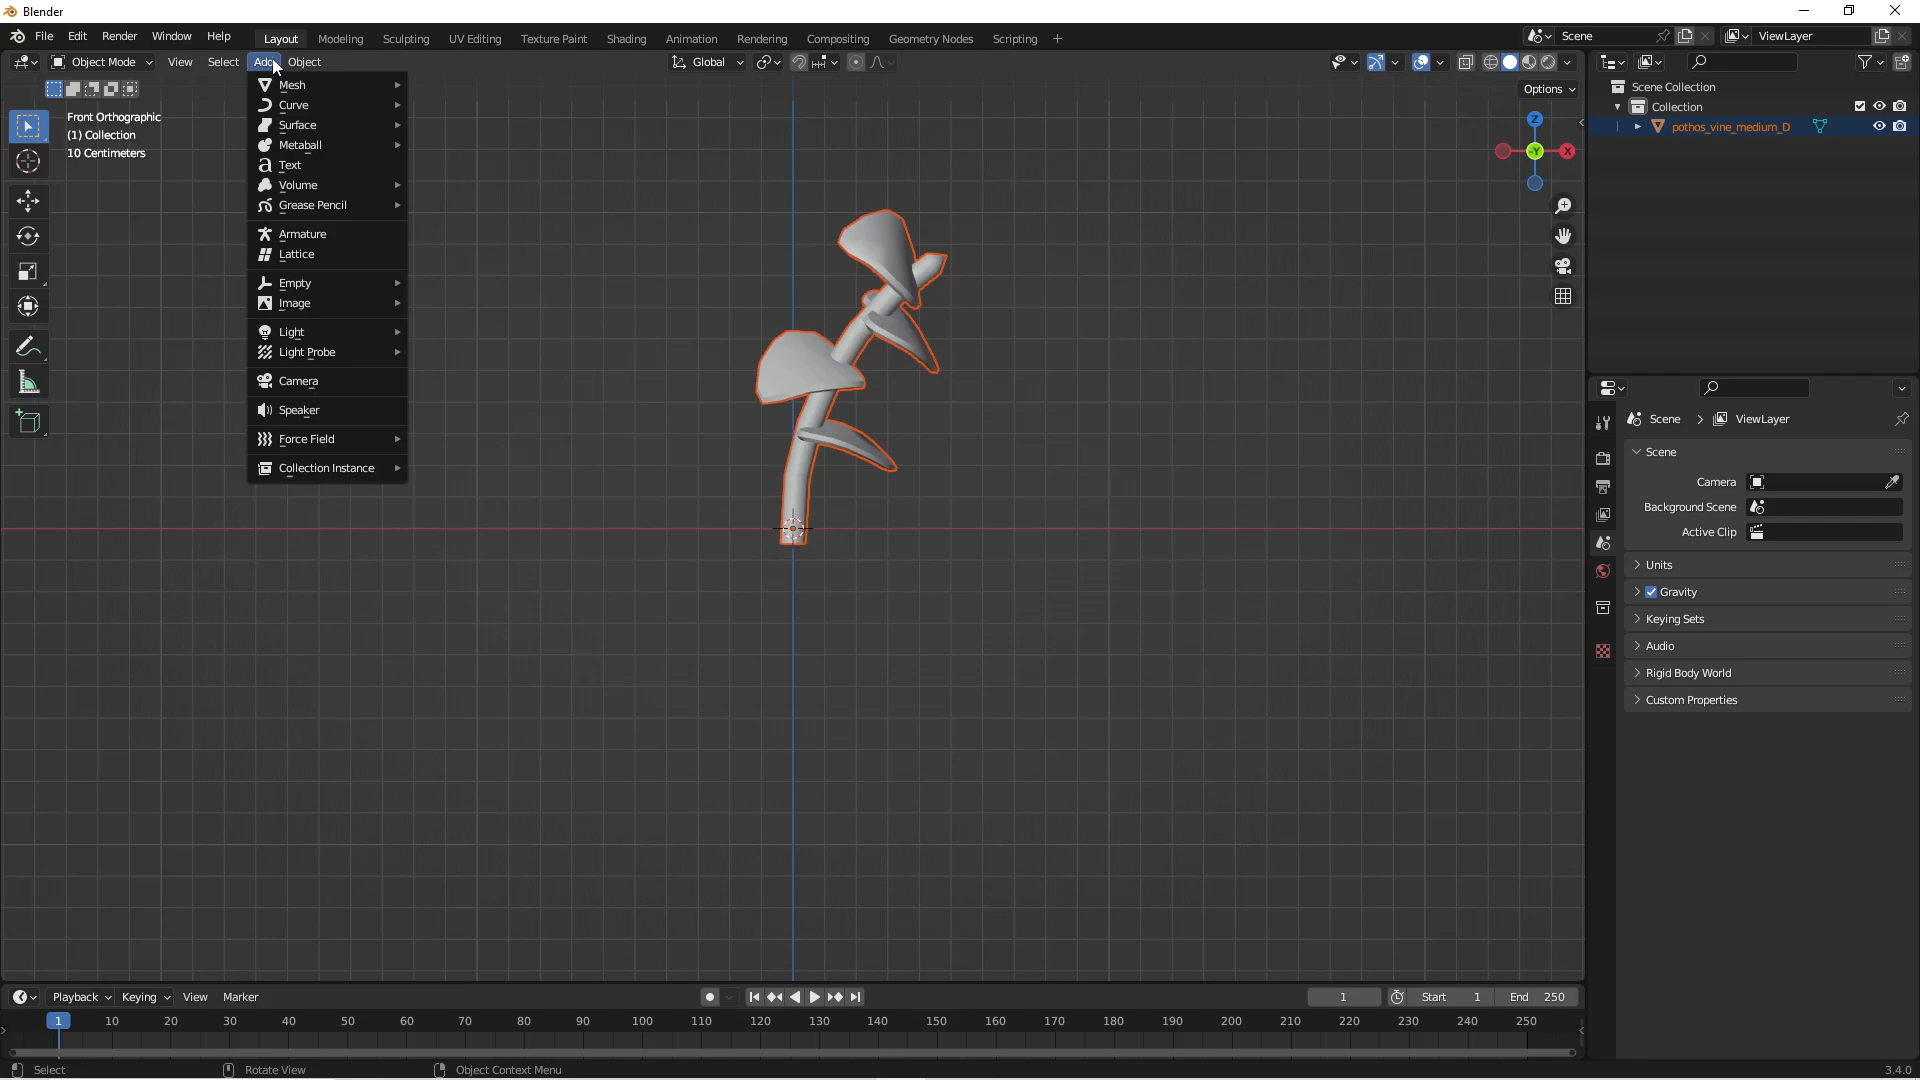 Blender
File Edit Render Window Help Layout Modeling Sculpting UV Editing Texture Paint Shading Animation Rendering Compositing Geometry Nodes Scripting + Scene ViewLayer
Object Mode View Select Add Object Global
Options
Front Orthographic
(1) Collection
10 Centimeters
Mesh
Curve
Surface
Metaball
Text
Volume
Grease Pencil
Armature
Lattice
Empty
Image
Light
Light Probe
Camera
Speaker
Force Field
Collection Instance
Z
-Y
X
Scene Collection
Collection
pothos_vine_medium_D
Scene ViewLayer
Scene
Camera
Background Scene
Active Clip
Units
Gravity
Keying Sets
Audio
Rigid Body World
Custom Properties
Playback Keying View Marker 1 Start 1 End 250
1 10 20 30 40 50 60 70 80 90 100 110 120 130 140 150 160 170 180 190 200 210 220 230 240 250
Select Rotate View Object Context Menu 3.4.0